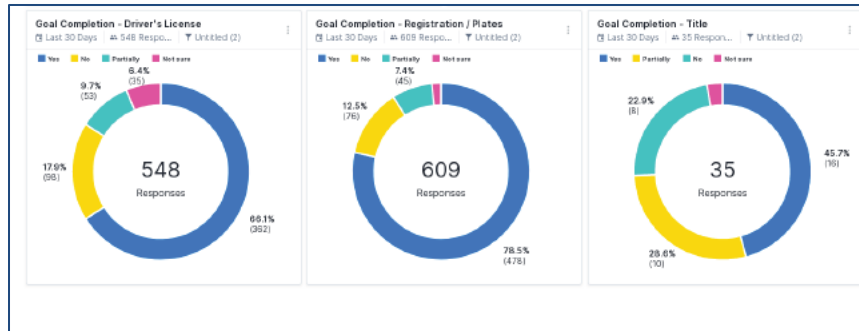 Goal Completion - Driver's License
Last 30 Days 548 Respo... Untitled (2)
Yes No Partially Not sure
6.4%
(35)
9.7%
(53)
17.9%
(98)
548
Responses
66.1%
(362)
Goal Completion - Registration / Plates
Last 30 Days 609 Respo... Untitled (2)
Yes No Partially Not sure
7.4%
(45)
12.5%
(76)
609
Responses
78.5%
(478)
Goal Completion - Title
Last 30 Days 35 Respon... Untitled (2)
Yes Partially No Not sure
22.9%
(8)
45.7%
(16)
35
Responses
28.6%
(10)